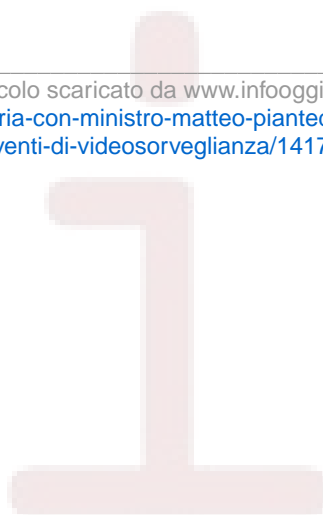 colo scaricato da www.infooggi
ria-con-ministro-matteo-pianted
venti-di-videosorveglianza/1417